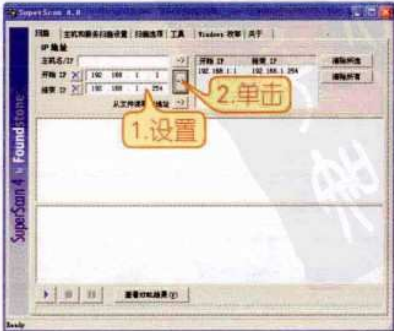 SuperScan 4.0
扫描 主机和服务扫描设置 扫描选项 工具 Windows 枚举 关于
IP 地址
主机名/IP
开始 IP X 192 168 1 1
结束 IP X 192 168 1 254
从文件读取 地址 ->
开始 IP 结束 IP
192.168.1.1 192.168.1.254
清除所选
清除所有
1.设置
2.单击
SuperScan 4 by Foundstone
查看HTML结果(V)
Ready